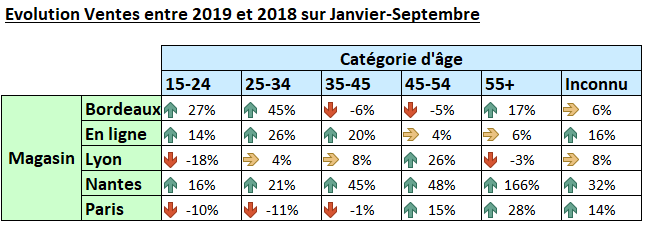 Evolution Ventes entre 2019 et 2018 sur Janvier-Septembre
Catégorie d'âge
15-24 25-34 35-45 45-54 55+ Inconnu
Magasin
Bordeaux 27% 45% -6% -5% 17% 6%
En ligne 14% 26% 20% 4% 6% 16%
Lyon -18% 4% 8% 26% -3% 8%
Nantes 16% 21% 45% 48% 166% 32%
Paris -10% -11% -1% 15% 28% 14%